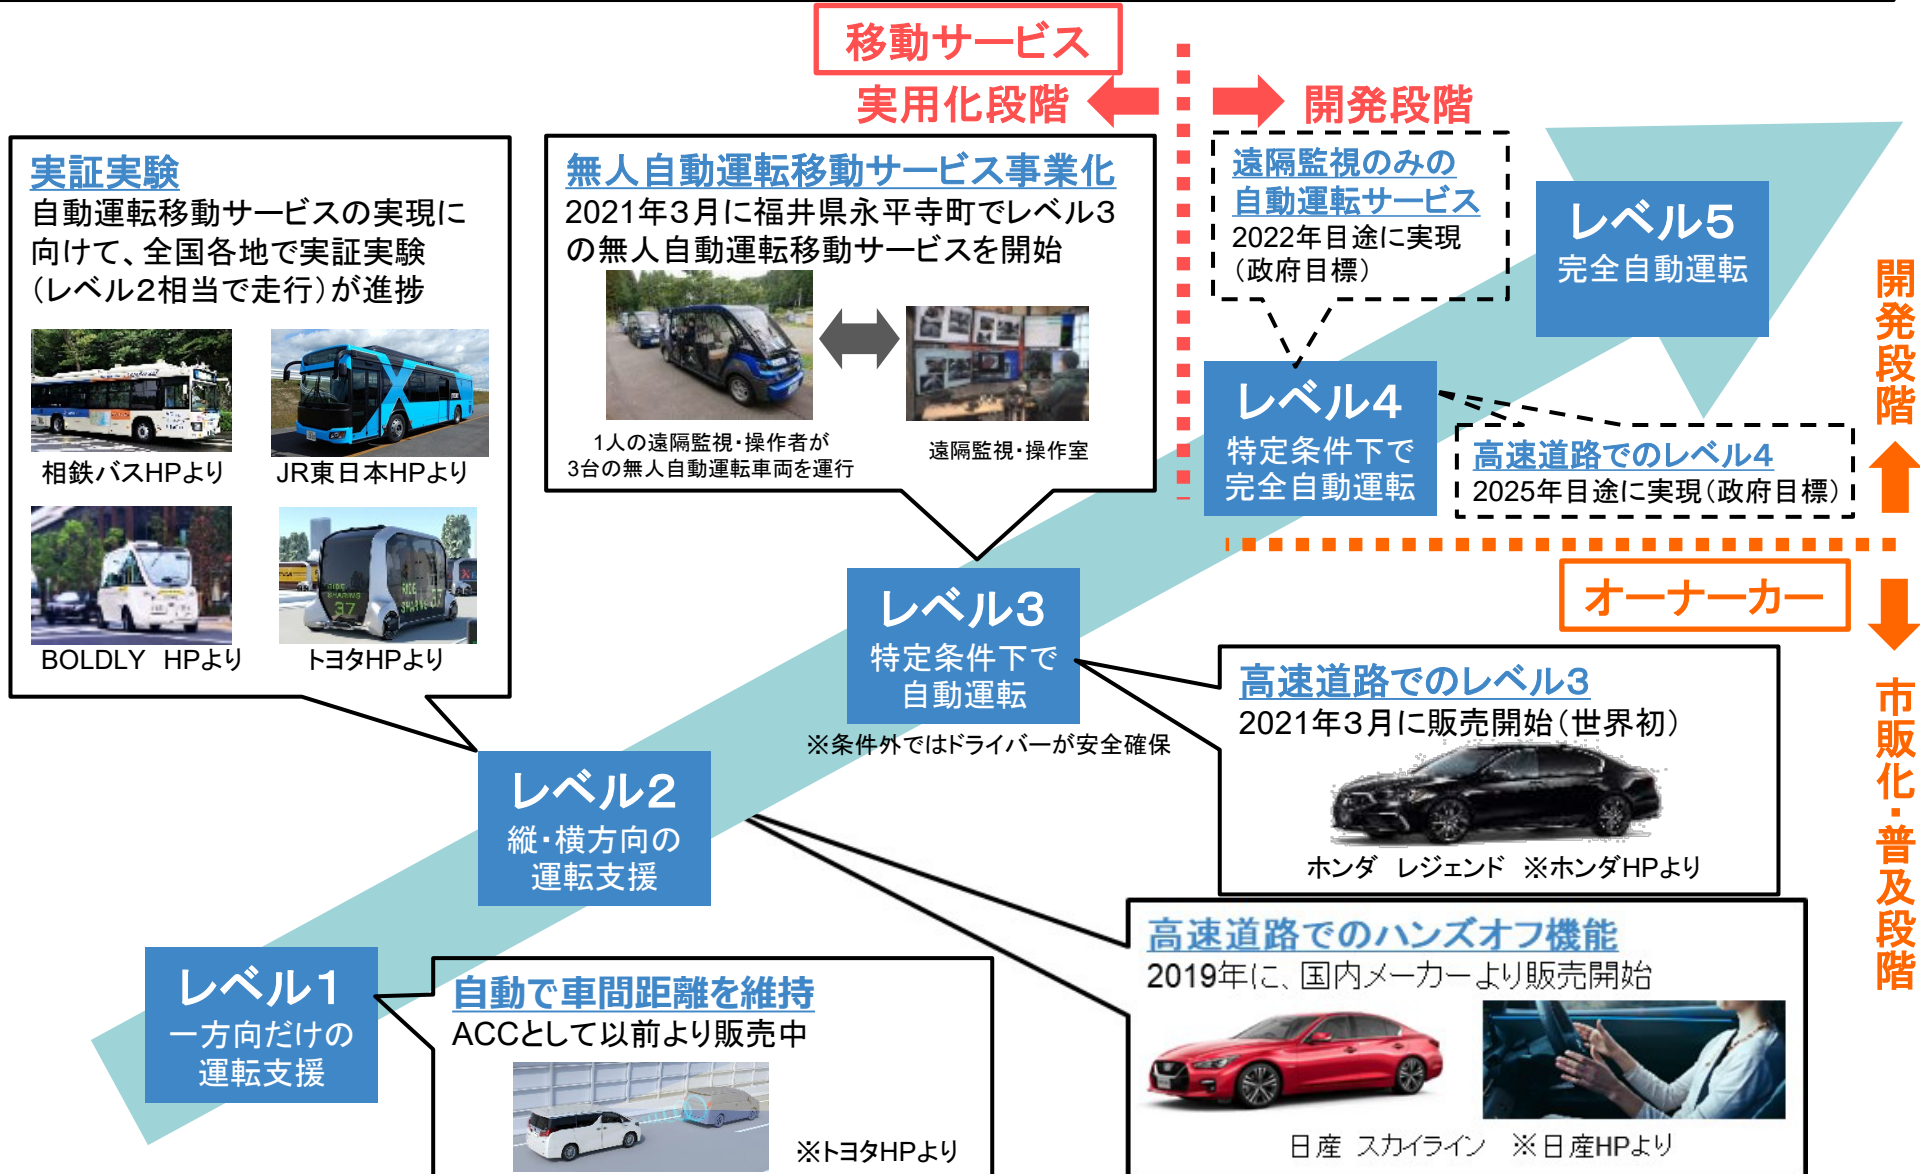 移動サービス
実用化段階
開発段階
実証実験
自動運転移動サービスの実現に
向けて、全国各地で実証実験
（レベル２相当で走行）が進捗
相鉄バスHPより
JR東日本HPより
BOLDLY　HPより
RIDE
SHARING
37
RIDE
SHARING
37
トヨタHPより
無人自動運転移動サービス事業化
2021年３月に福井県永平寺町でレベル３
の無人自動運転移動サービスを開始
1人の遠隔監視・操作者が
3台の無人自動運転車両を運行
遠隔監視・操作室
遠隔監視のみの
自動運転サービス
2022年目途に実現
（政府目標）
レベル５
完全自動運転
レベル４
特定条件下で
完全自動運転
高速道路でのレベル４
2025年目途に実現（政府目標）
開発段階
オーナーカー
市販化・普及段階
レベル３
特定条件下で
自動運転
※条件外ではドライバーが安全確保
高速道路でのレベル３
2021年３月に販売開始（世界初）
ホンダ　レジェンド　※ホンダHPより
レベル２
縦・横方向の
運転支援
高速道路でのハンズオフ機能
2019年に、国内メーカーより販売開始
日産 スカイライン　※日産HPより
レベル１
一方向だけの
運転支援
自動で車間距離を維持
ACCとして以前より販売中
※トヨタHPより